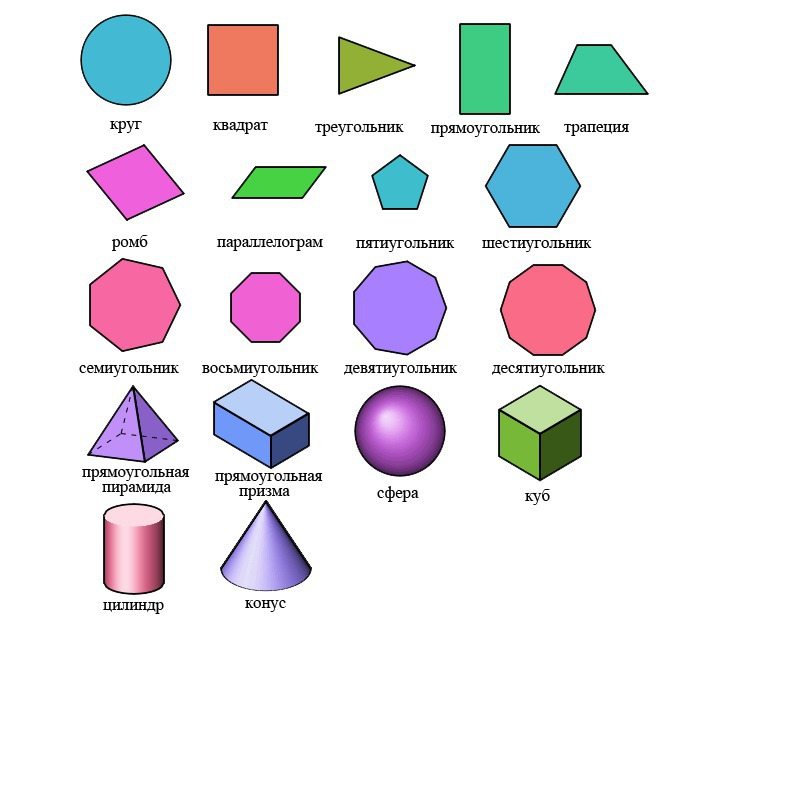 круг квадрат треугольник прямоугольник трапеция
ромб параллелограм пятиугольник шестиугольник
семиугольник восьмиугольник девятиугольник десятиугольник
прямоугольная
пирамида
прямоугольная
призма
сфера
куб
цилиндр конус